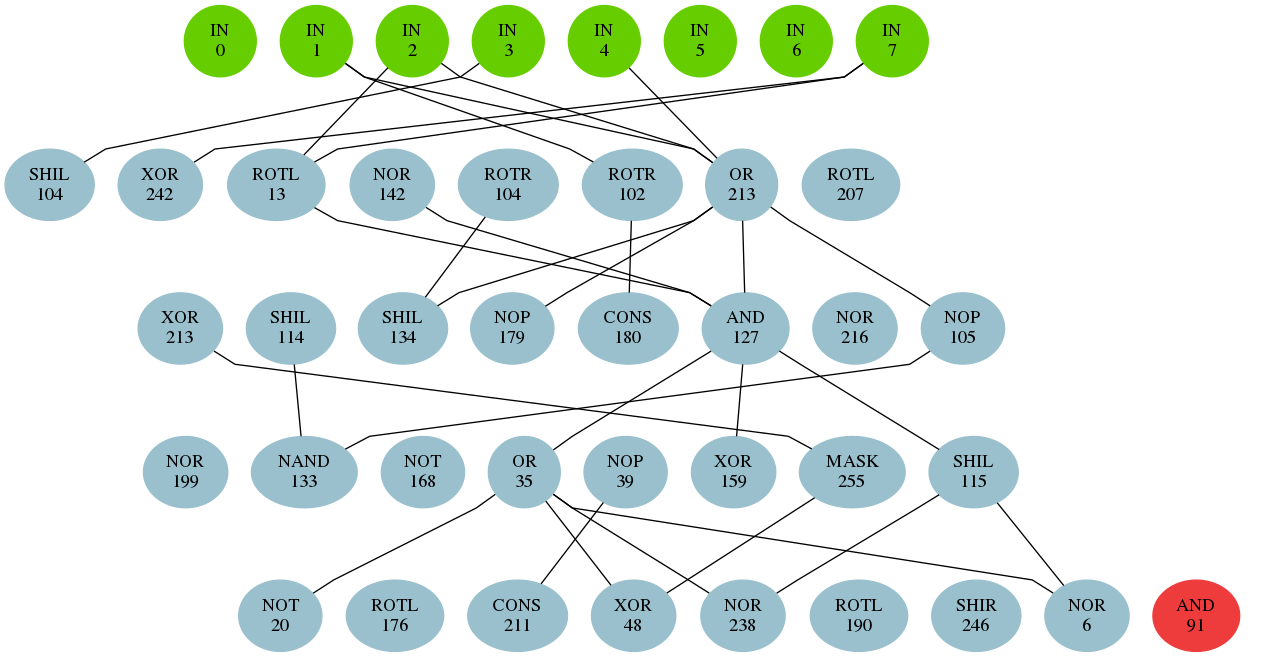 IN
0
IN
1
IN
2
IN
3
IN
4
IN
5
IN
6
IN
7
SHIL
104
XOR
242
ROTL
13
NOR
142
ROTR
104
ROTR
102
OR
213
ROTL
207
XOR
213
SHIL
114
SHIL
134
NOP
179
CONS
180
AND
127
NOR
216
NOP
105
NOR
199
NAND
133
NOT
168
OR
35
NOP
39
XOR
159
MASK
255
SHIL
115
NOT
20
ROTL
176
CONS
211
XOR
48
NOR
238
ROTL
190
SHIR
246
NOR
6
AND
91